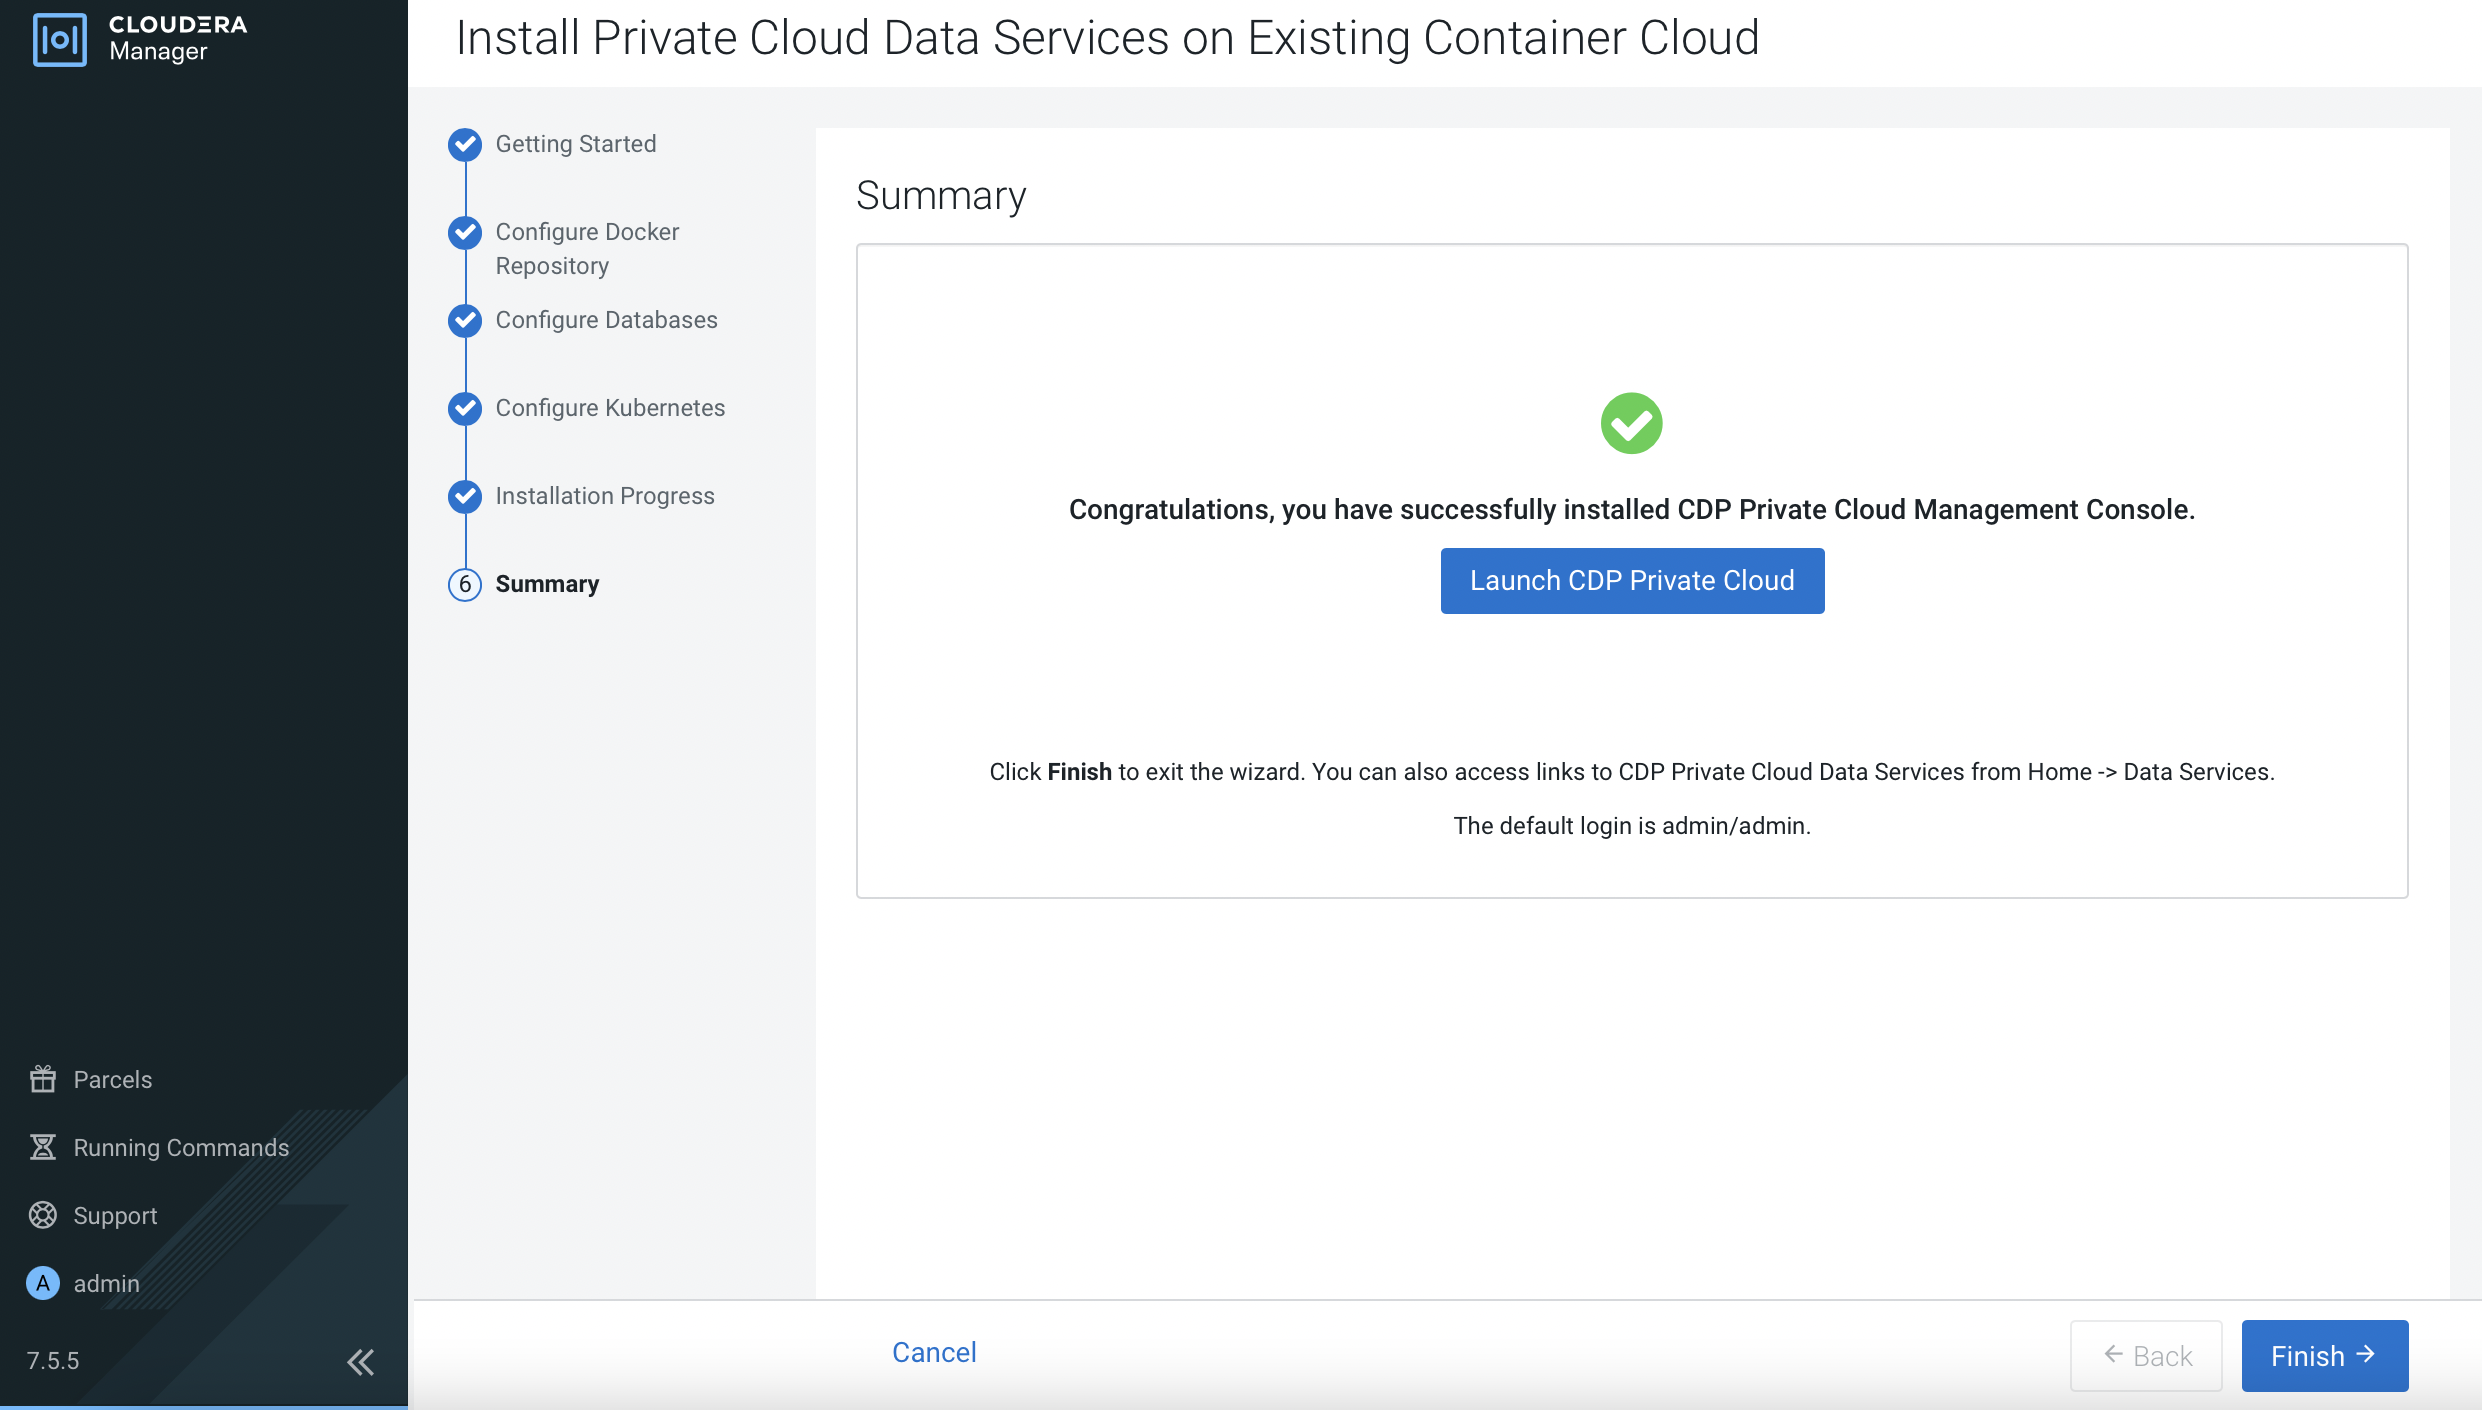 CLOUDERA
Manager
Install Private Cloud Data Services on Existing Container Cloud
Getting Started
Configure Docker
Repository
Configure Databases
Configure Kubernetes
Installation Progress
6 Summary
Summary
Congratulations, you have successfully installed CDP Private Cloud Management Console.
Launch CDP Private Cloud
Click Finish to exit the wizard. You can also access links to CDP Private Cloud Data Services from Home -> Data Services.
The default login is admin/admin.
Parcels
Running Commands
Support
A admin
7.5.5
Cancel
← Back
Finish →